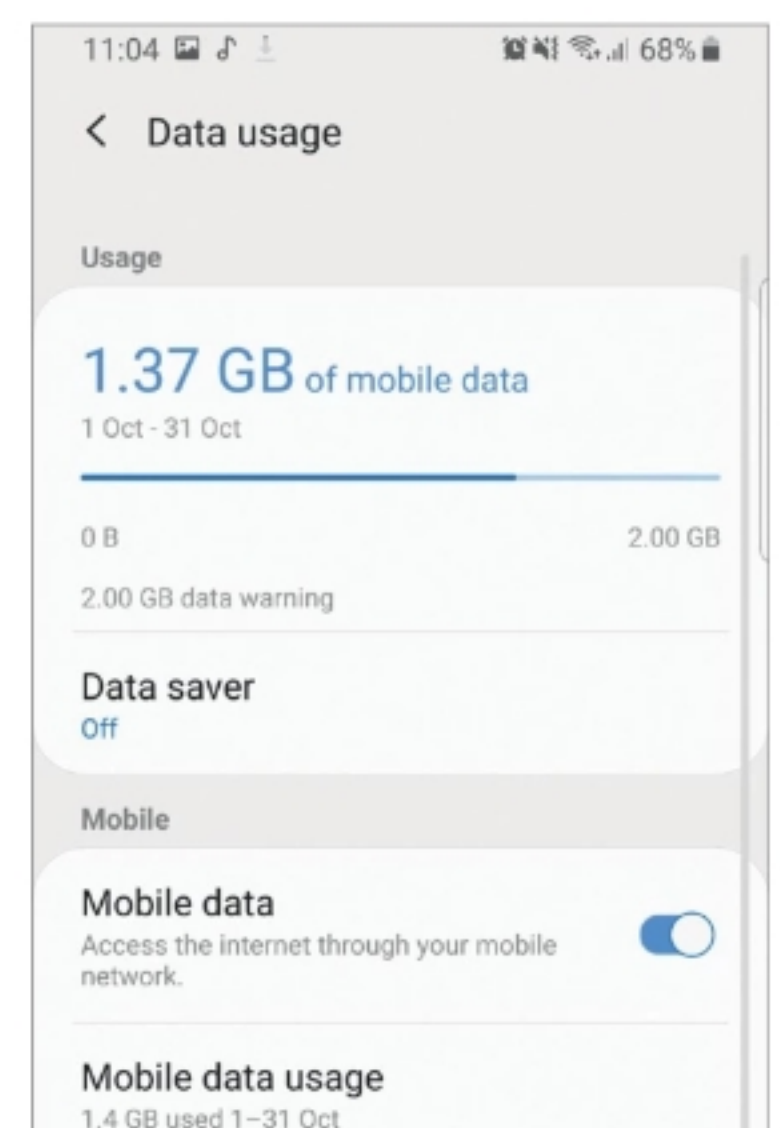 11:04 68%
Data usage
Usage
1.37 GB of mobile data
1 Oct - 31 Oct
0 B 2.00 GB
2.00 GB data warning
Data saver
Off
Mobile
Mobile data
Access the internet through your mobile
network.
Mobile data usage
1.4 GB used 1–31 Oct